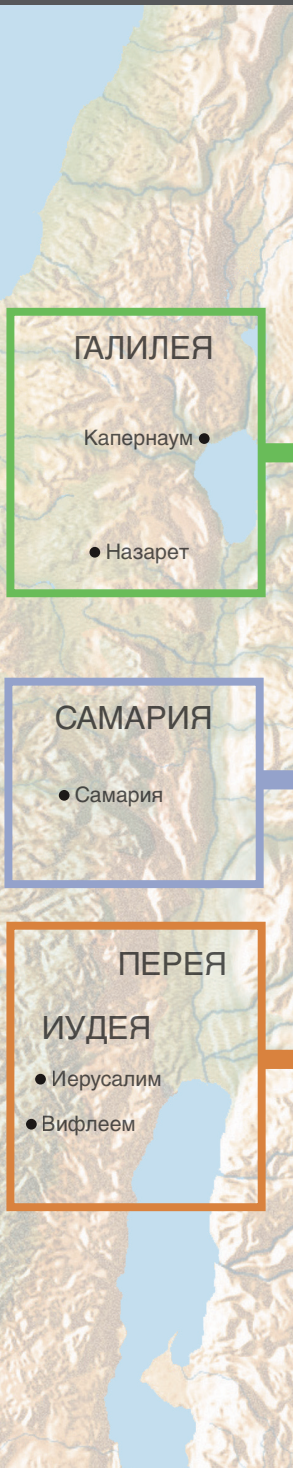 ГАЛИЛЕЯ
Капернаум
Назарет
САМАРИЯ
Самария
ПЕРЕЯ
ИУДЕЯ
Иерусалим
Вифлеем